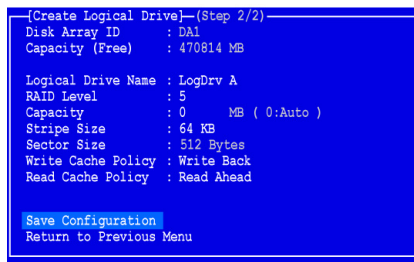 [Create Logical Drive]—(Step 2/2)
Disk Array ID : DA1
Capacity (Free) : 470814 MB
Logical Drive Name : LogDrv A
RAID Level : 5
Capacity : 0 MB ( 0:Auto )
Stripe Size : 64 KB
Sector Size : 512 Bytes
Write Cache Policy : Write Back
Read Cache Policy : Read Ahead
Save Configuration
Return to Previous Menu